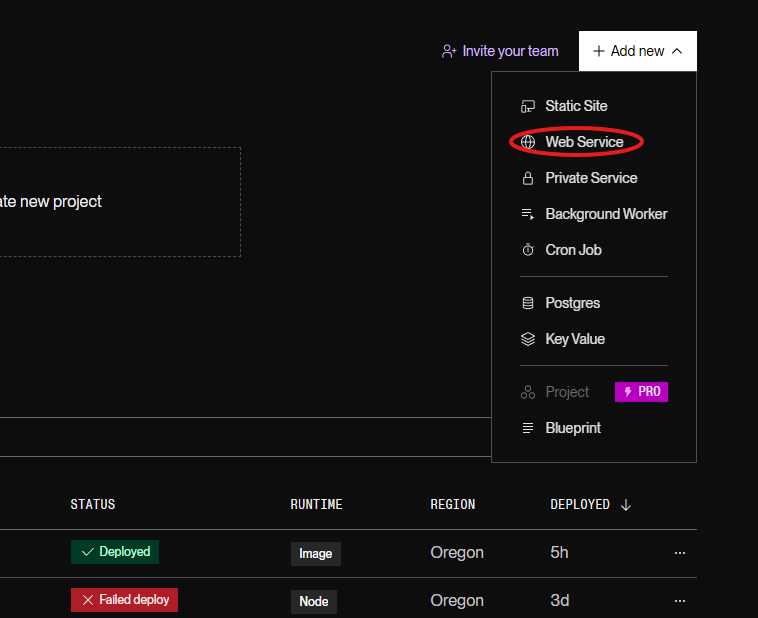 Invite your team
+ Add new
Static Site
Web Service
Private Service
Background Worker
Cron Job
Postgres
Key Value
Project PRO
Blueprint
ate new project
STATUS RUNTIME REGION DEPLOYED ↓
Deployed Image Oregon 5h ...
Failed deploy Node Oregon 3d ...